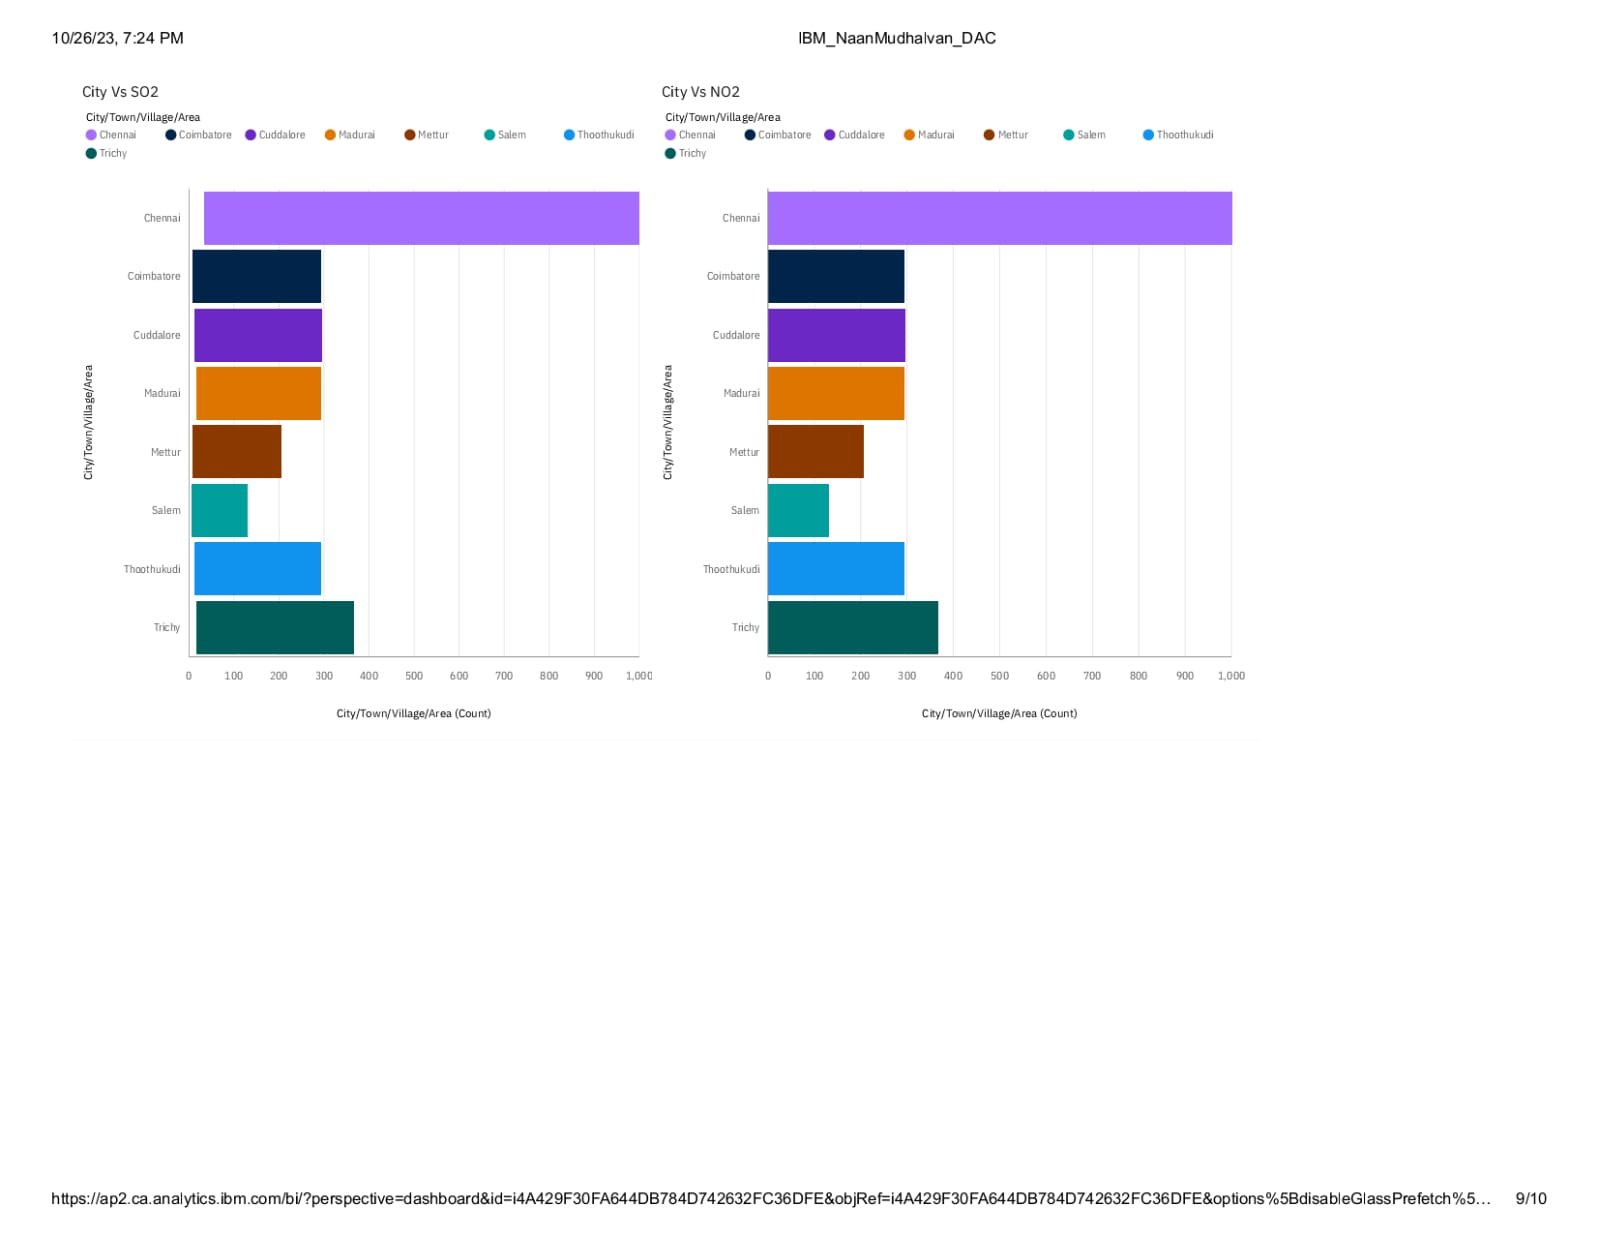 10/26/23, 7:24 PM
IBM_NaanMudhalvan_DAC
City Vs SO2
City/Town/Village/Area
Chennai Coimbatore Cuddalore Madurai Mettur Salem Thoothukudi
Trichy
Chennai
Coimbatore
Cuddalore
Madurai
Mettur
Salem
Thoothukudi
Trichy
City/Town/Village/Area
0 100 200 300 400 500 600 700 800 900 1,000
City/Town/Village/Area (Count)
City Vs NO2
City/Town/Village/Area
Chennai Coimbatore Cuddalore Madurai Mettur Salem Thoothukudi
Trichy
Chennai
Coimbatore
Cuddalore
Madurai
Mettur
Salem
Thoothukudi
Trichy
City/Town/Village/Area
0 100 200 300 400 500 600 700 800 900 1,000
City/Town/Village/Area (Count)
https://ap2.ca.analytics.ibm.com/bi/?perspective=dashboard&id=i4A429F30FA644DB784D742632FC36DFE&objRef=i4A429F30FA644DB784D742632FC36DFE&options%5BdisableGlassPrefetch%5... 9/10